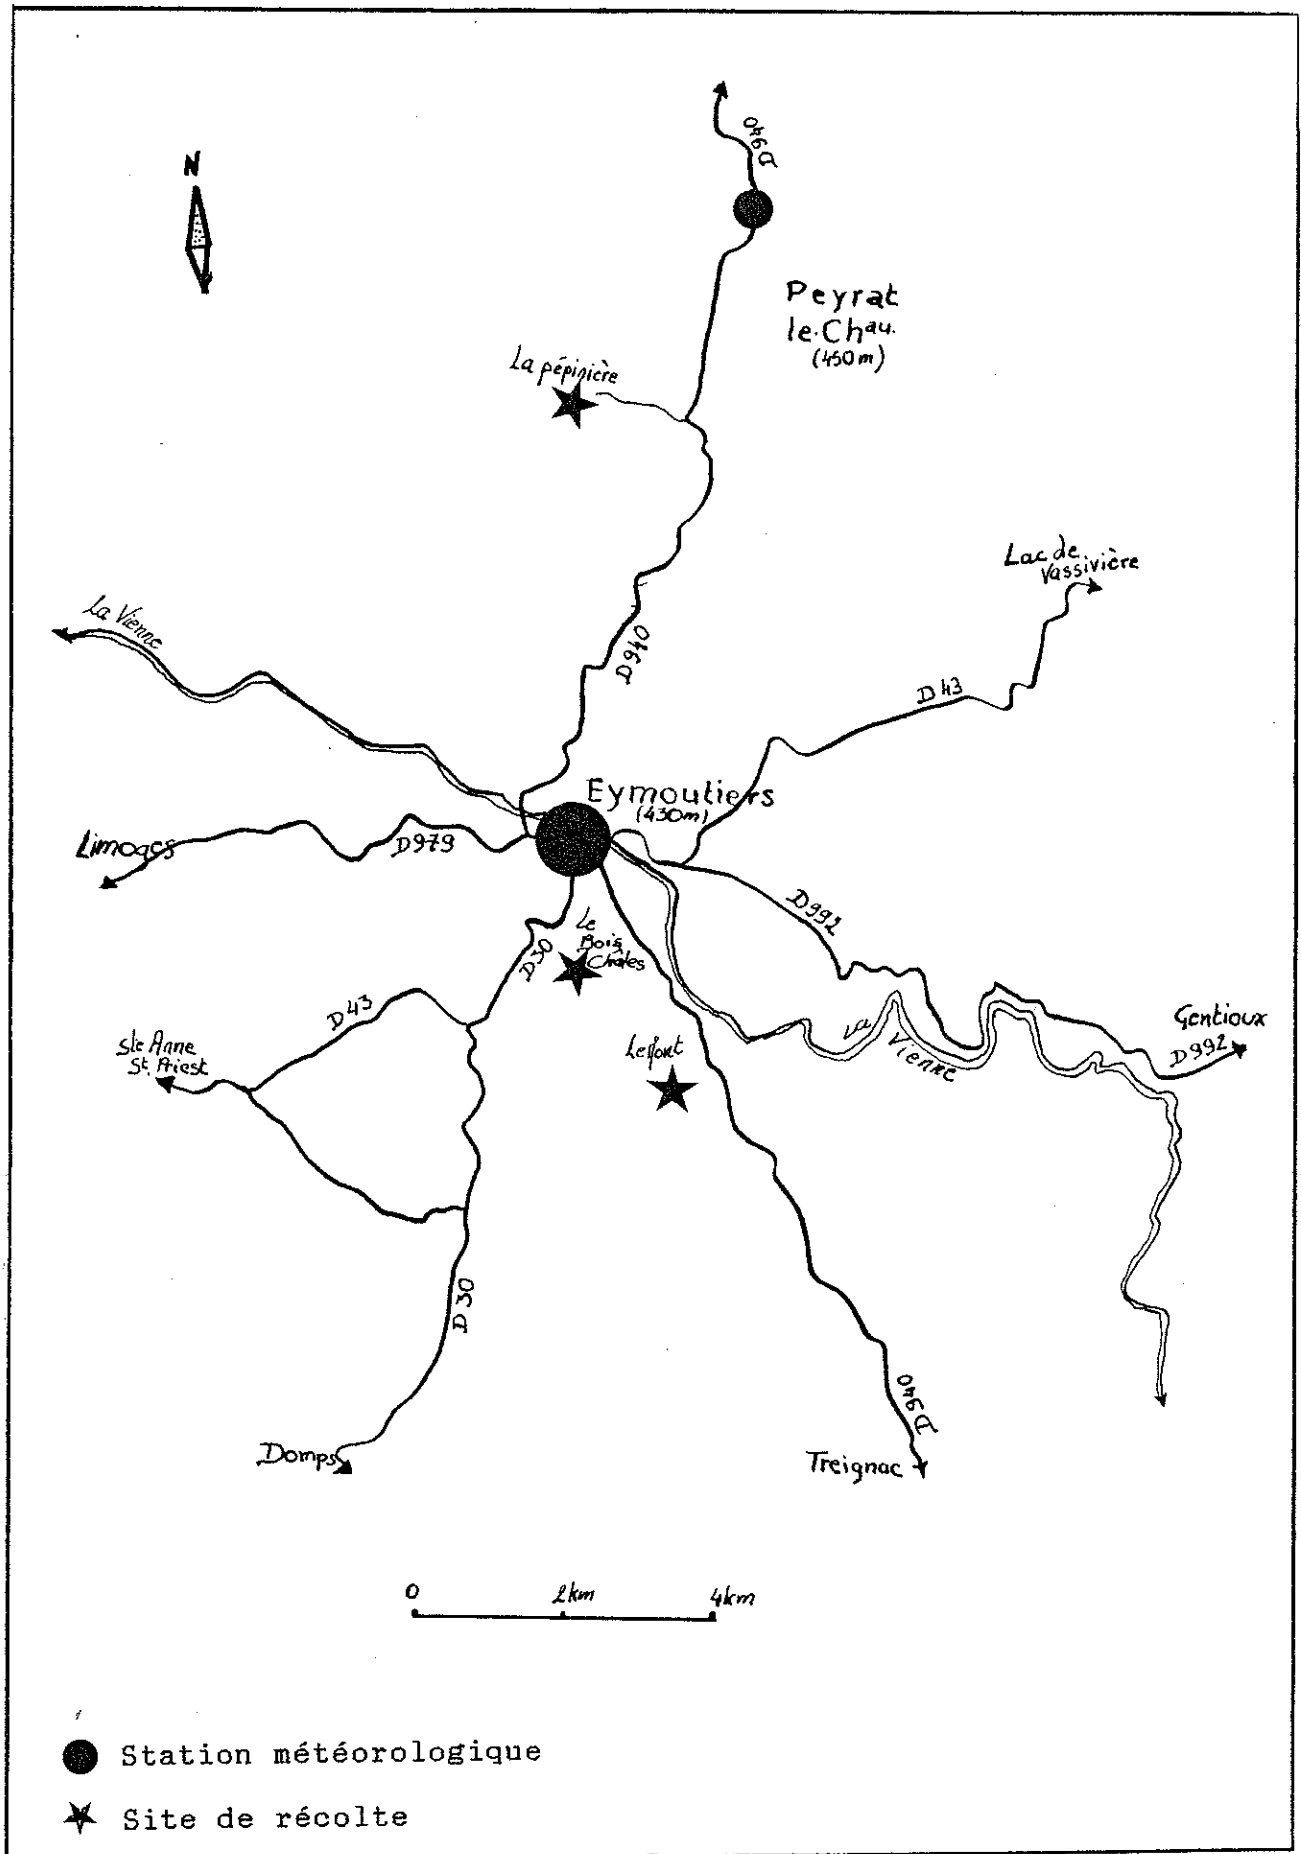 N
D940
Peyrat
le.Chau.
(450m)
La pépinière
Lac de
Vassivière
La Vienne
D940
D43
Eymoutiers
(430m)
Limoges
D979
D992
Le
Bois
Chates
D30
D43
Ste Anne
St. Priest
La
Vienne
Gentioux
D992
Lefont
D30
D940
Domps
Treignac
0 2km 4km
Station météorologique
Site de récolte